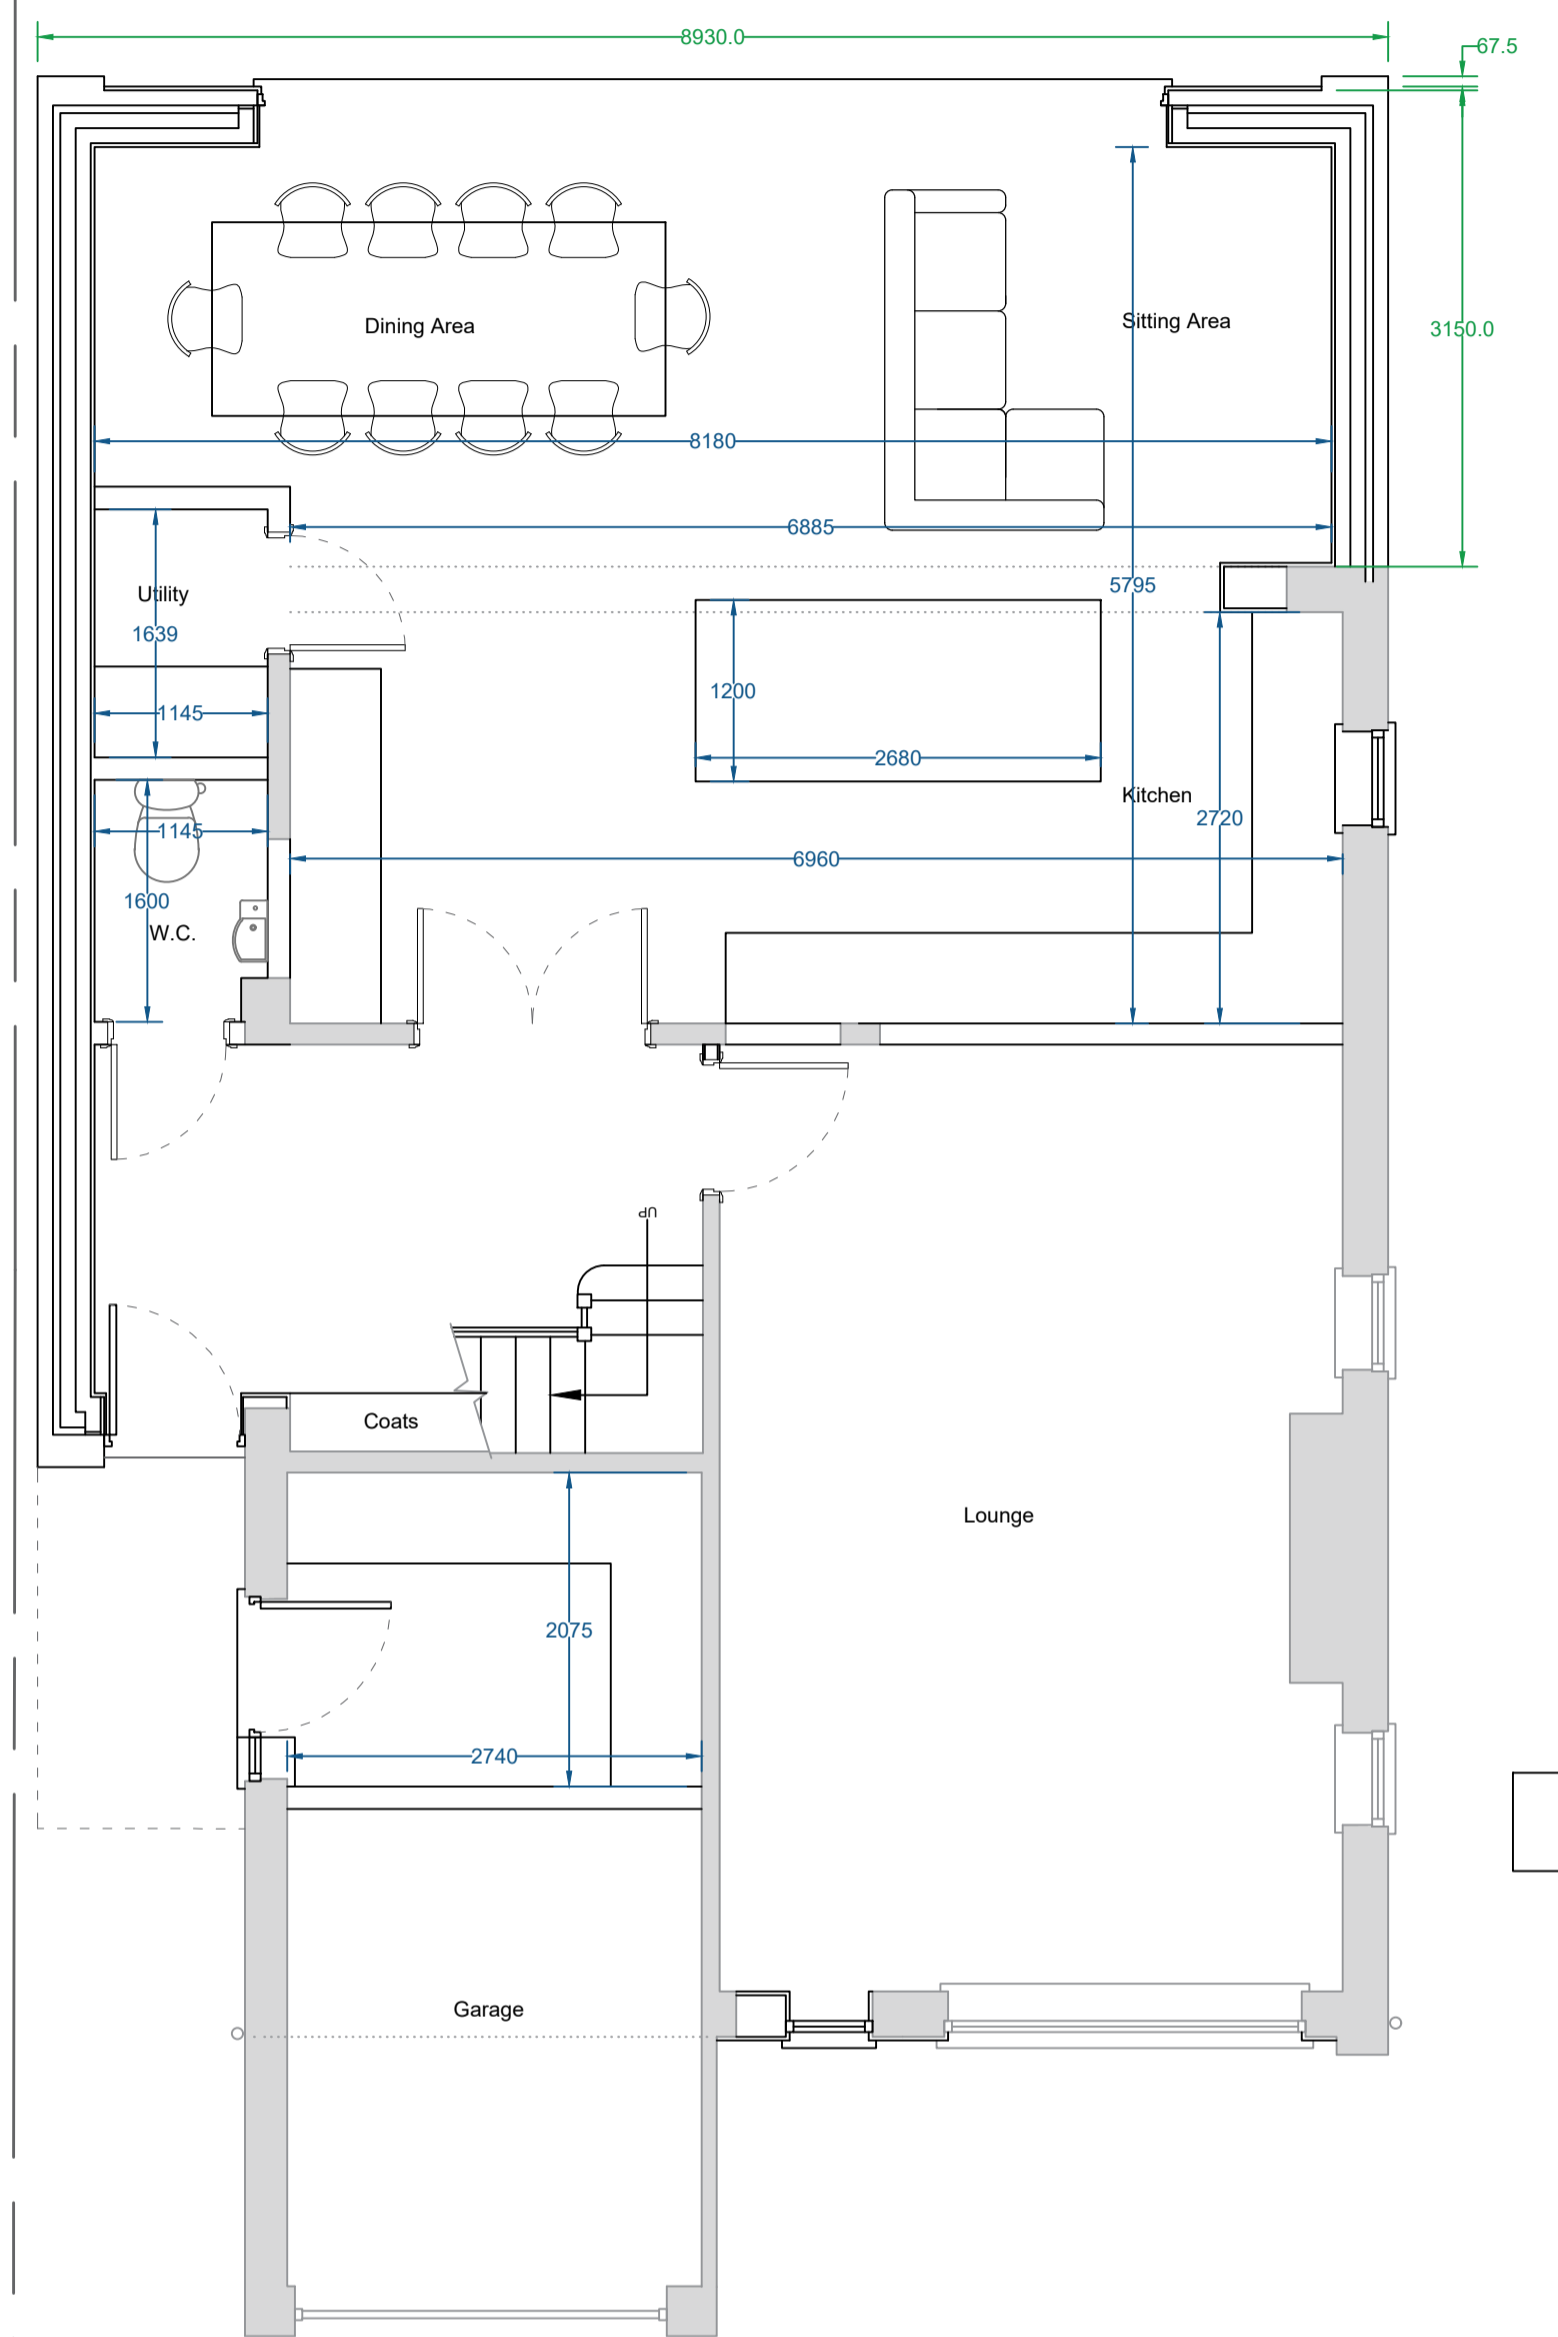 8930.0
67.5
Dining Area
Sitting Area
3150.0
8180
6885
5795
Utility
1639
1200
1145
2680
Kitchen
2720
1145
6960
1600
W.C.
UP
Coats
Lounge
2075
2740
Garage